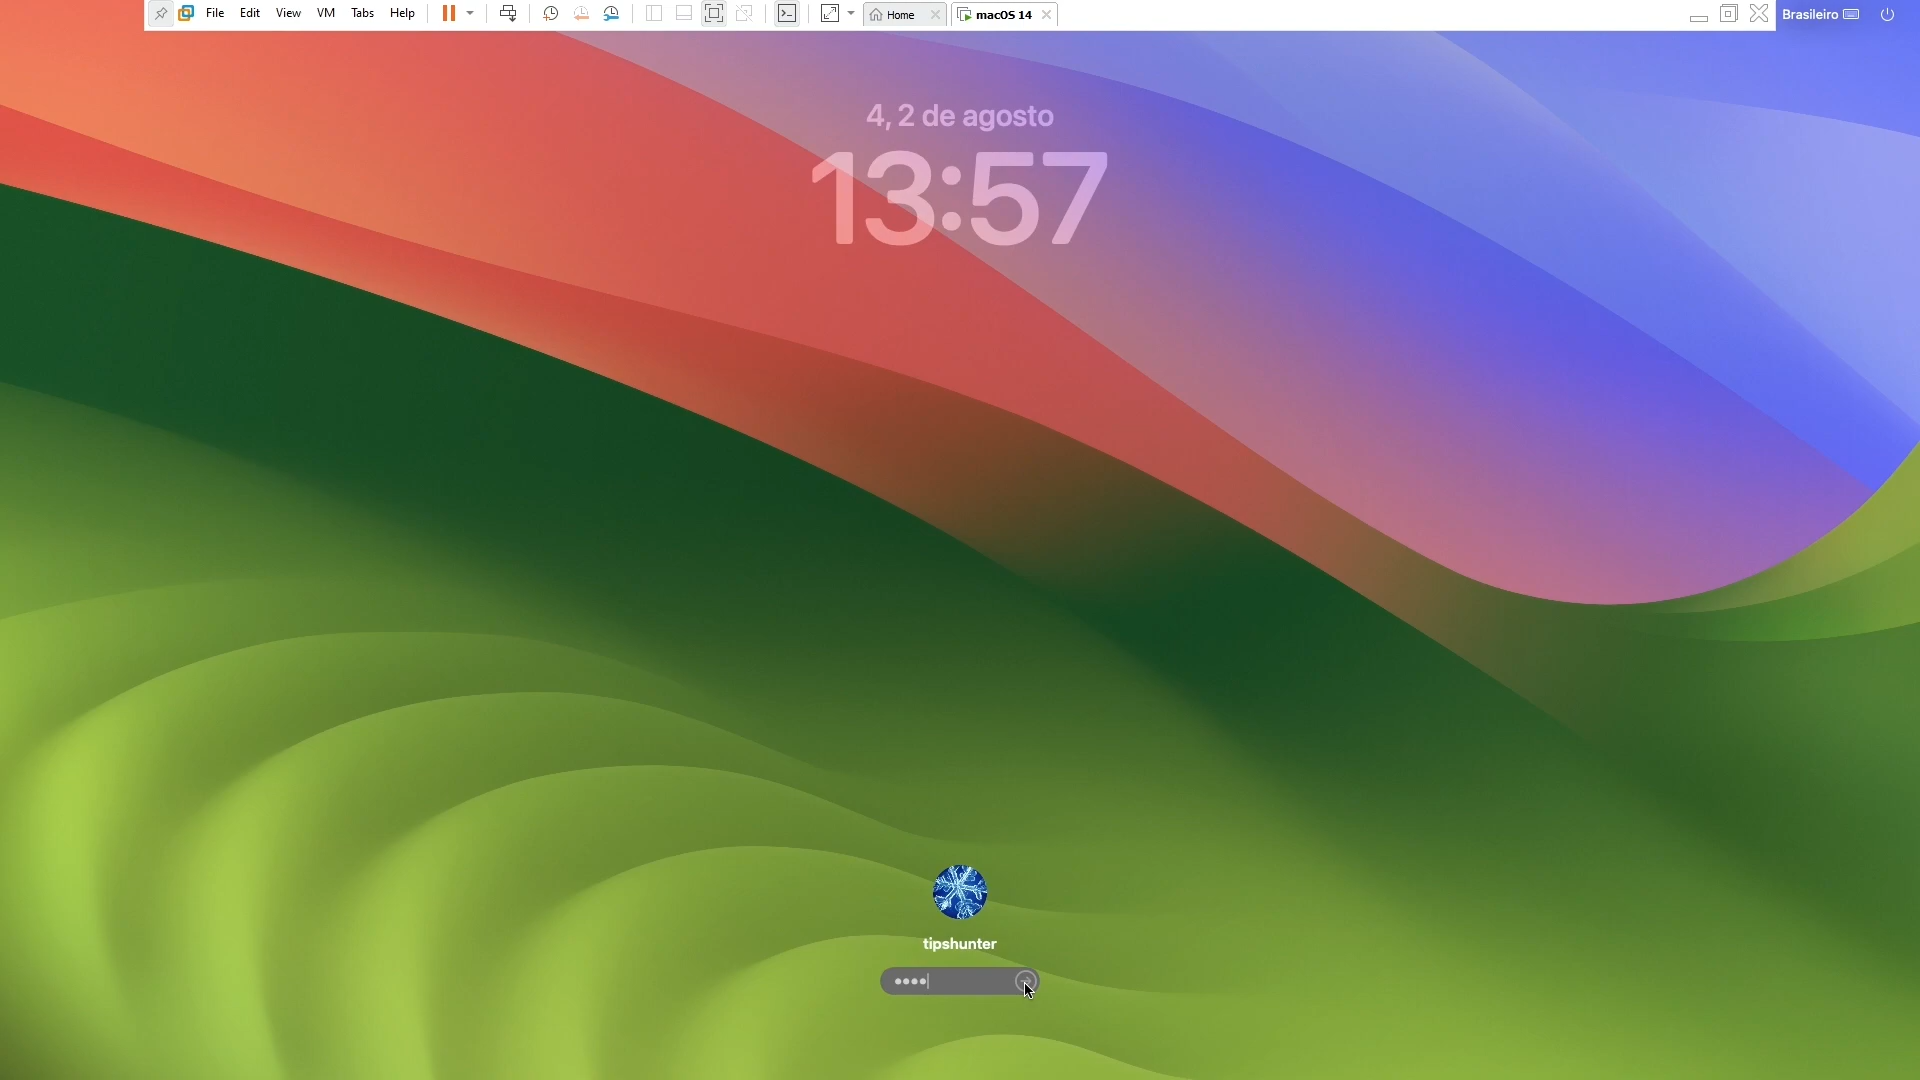 File Edit View VM Tabs Help Home macOS 14 Brasileiro
4, 2 de agosto
13:57
tipshunter